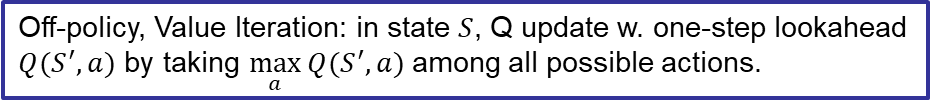 Off-policy, Value Iteration: in state S, Q update w. one-step lookahead
Q(S′, a) by taking max Q(S′, a) among all possible actions.
a